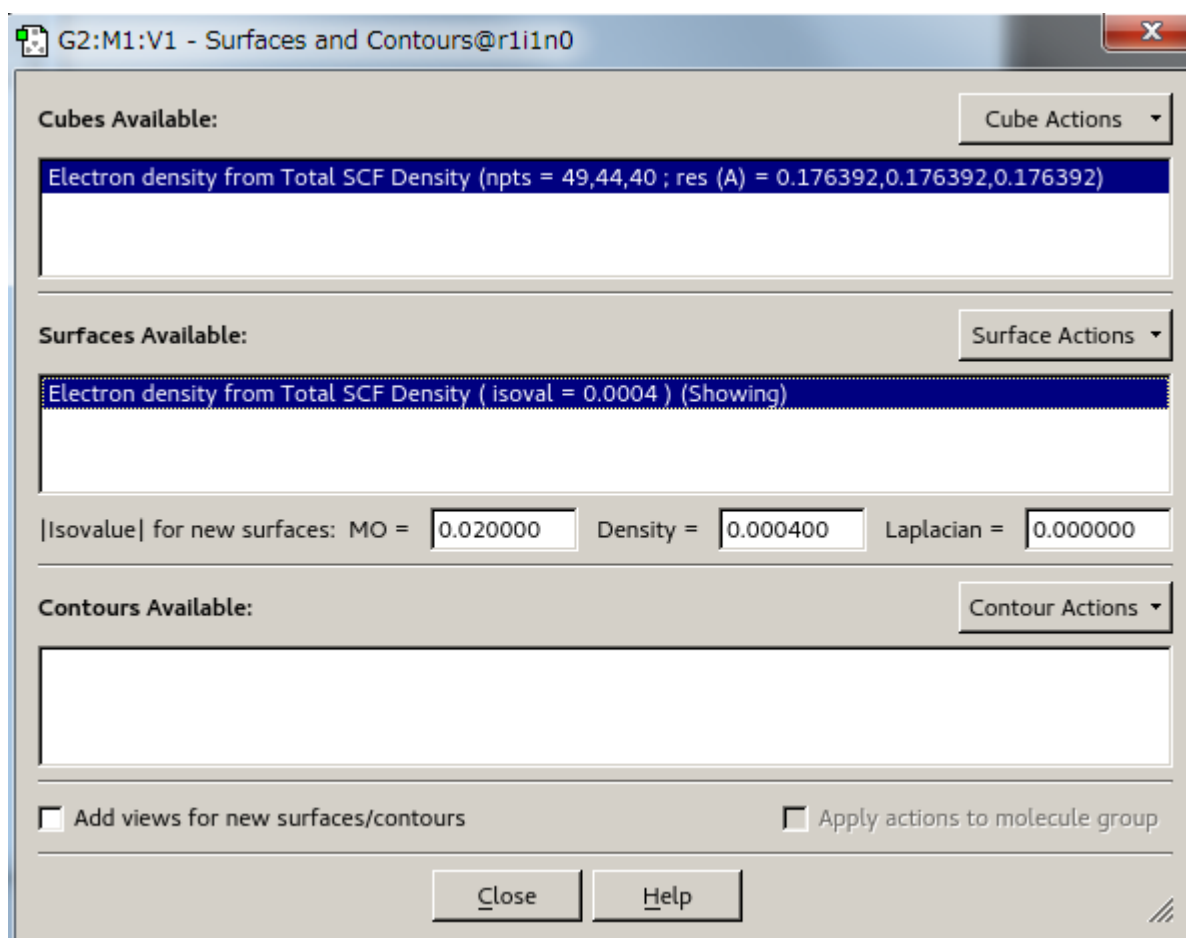 G2:M1:V1 - Surfaces and Contours@r1i1n0
Cubes Available:
Cube Actions
Electron density from Total SCF Density (npts = 49,44,40 ; res (A) = 0.176392,0.176392,0.176392)
Surfaces Available:
Surface Actions
Electron density from Total SCF Density ( isoval = 0.0004 ) (Showing)
|Isovalue| for new surfaces: MO = 0.020000 Density = 0.000400 Laplacian = 0.000000
Contours Available:
Contour Actions
Add views for new surfaces/contours
Apply actions to molecule group
Close
Help